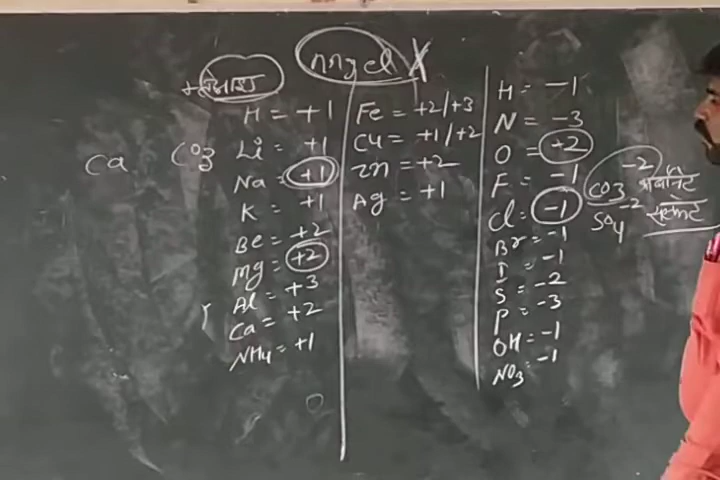 nnzcl X
H = +1
Li = +1
Na = +1
K = +1
Be = +2
Mg = +2
Al = +3
Ca = +2
NH4 = +1
Ca CO3
Fe = +2/+3
Cu = +1/+2
Zn = +2
Ag = +1
H = -1
N = -3
O = +2
F = -1
Cl = -1
Br = -1
I = -1
S = -2
P = -3
OH = -1
NO3 = -1
CO3 -2
SO4 -2